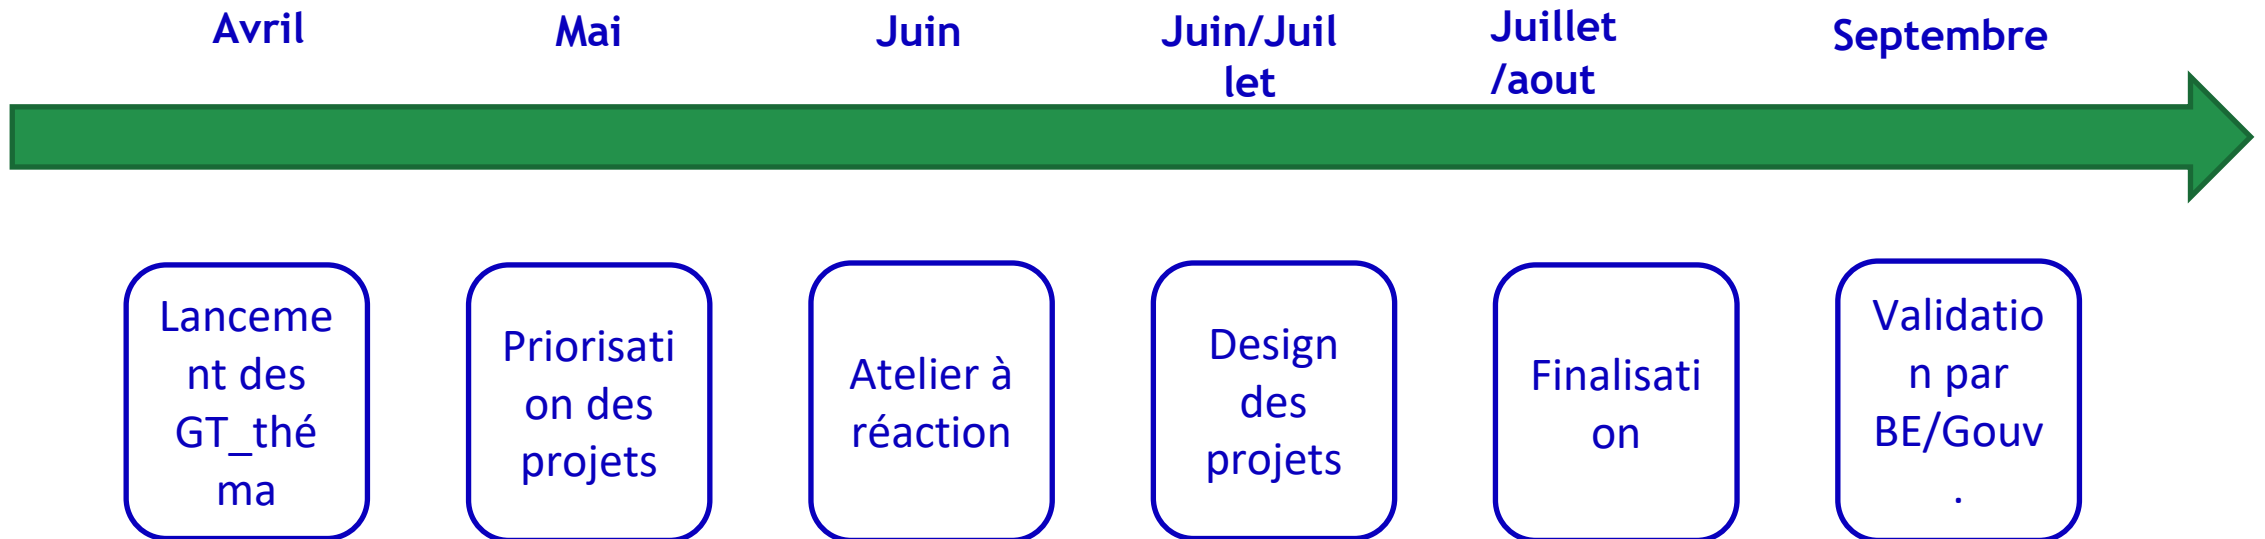 Avril
Mai
Juin
Juin/Juil
let
Juillet
/aout
Septembre
Lanceme
nt des
GT_thé
ma
Priorisati
on des
projets
Atelier à
réaction
Design
des
projets
Finalisati
on
Validatio
n par
BE/Gouv
.